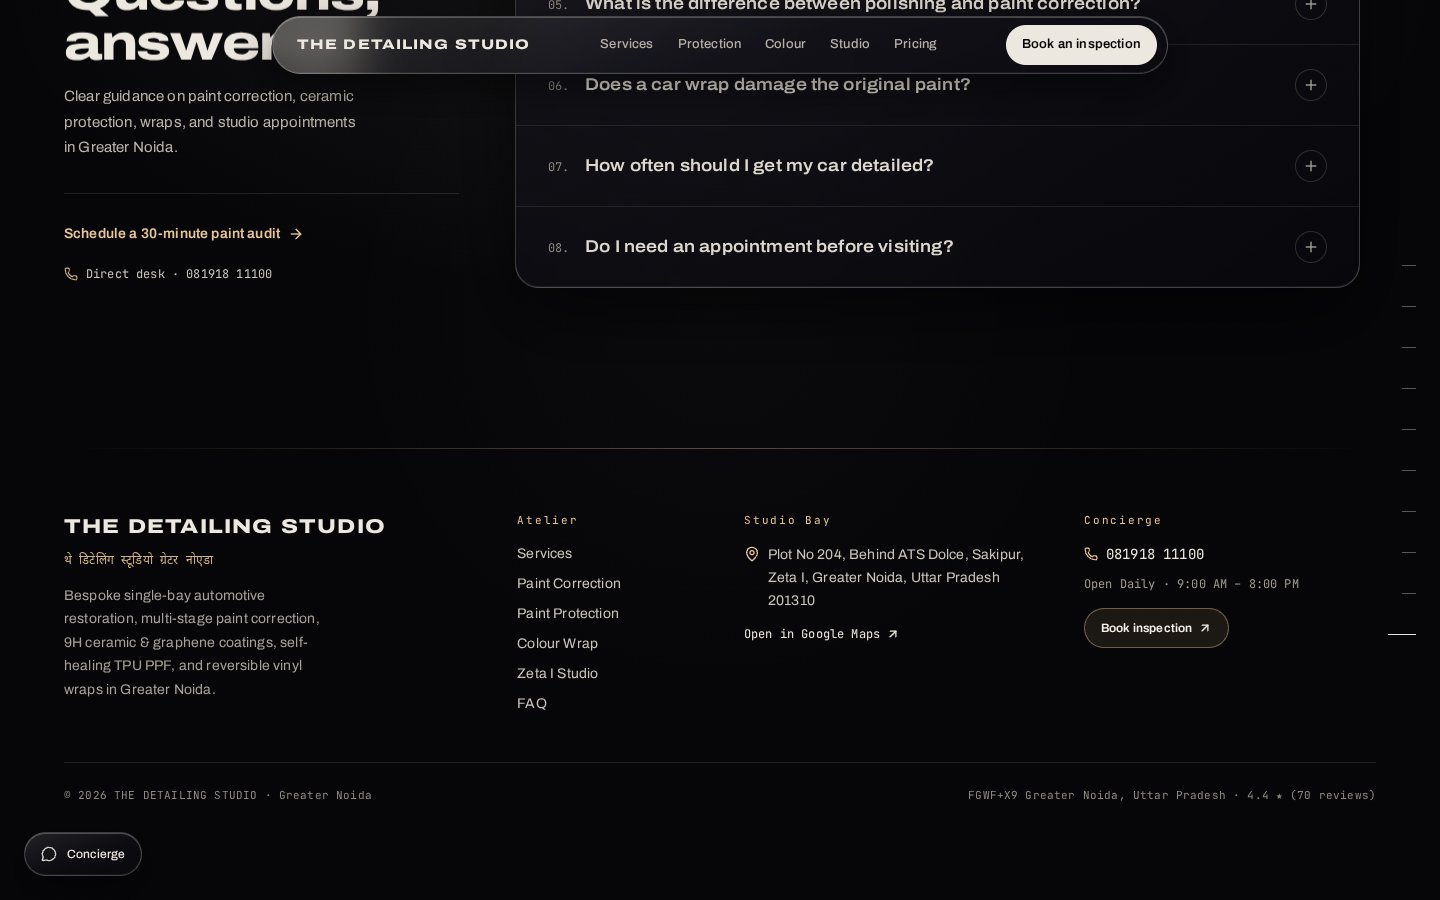 Questions,
answer
THE DETAILING STUDIO
Services
Protection
Colour
Studio
Pricing
Book an inspection
Clear guidance on paint correction, ceramic
protection, wraps, and studio appointments
in Greater Noida.
Schedule a 30-minute paint audit
Direct desk · 081918 11100
05. What is the difference between polishing and paint correction?
06. Does a car wrap damage the original paint?
07. How often should I get my car detailed?
08. Do I need an appointment before visiting?
THE DETAILING STUDIO
थे डिटेलिंग स्टूडियो ग्रेटर नोएडा
Bespoke single-bay automotive
restoration, multi-stage paint correction,
9H ceramic & graphene coatings, self-
healing TPU PPF, and reversible vinyl
wraps in Greater Noida.
Atelier
Services
Paint Correction
Paint Protection
Colour Wrap
Zeta I Studio
FAQ
Studio Bay
Plot No 204, Behind ATS Dolce, Sakipur,
Zeta I, Greater Noida, Uttar Pradesh
201310
Open in Google Maps
Concierge
081918 11100
Open Daily · 9:00 AM – 8:00 PM
Book inspection
© 2026 THE DETAILING STUDIO · Greater Noida
FGWF+X9 Greater Noida, Uttar Pradesh · 4.4 ★ (70 reviews)
Concierge